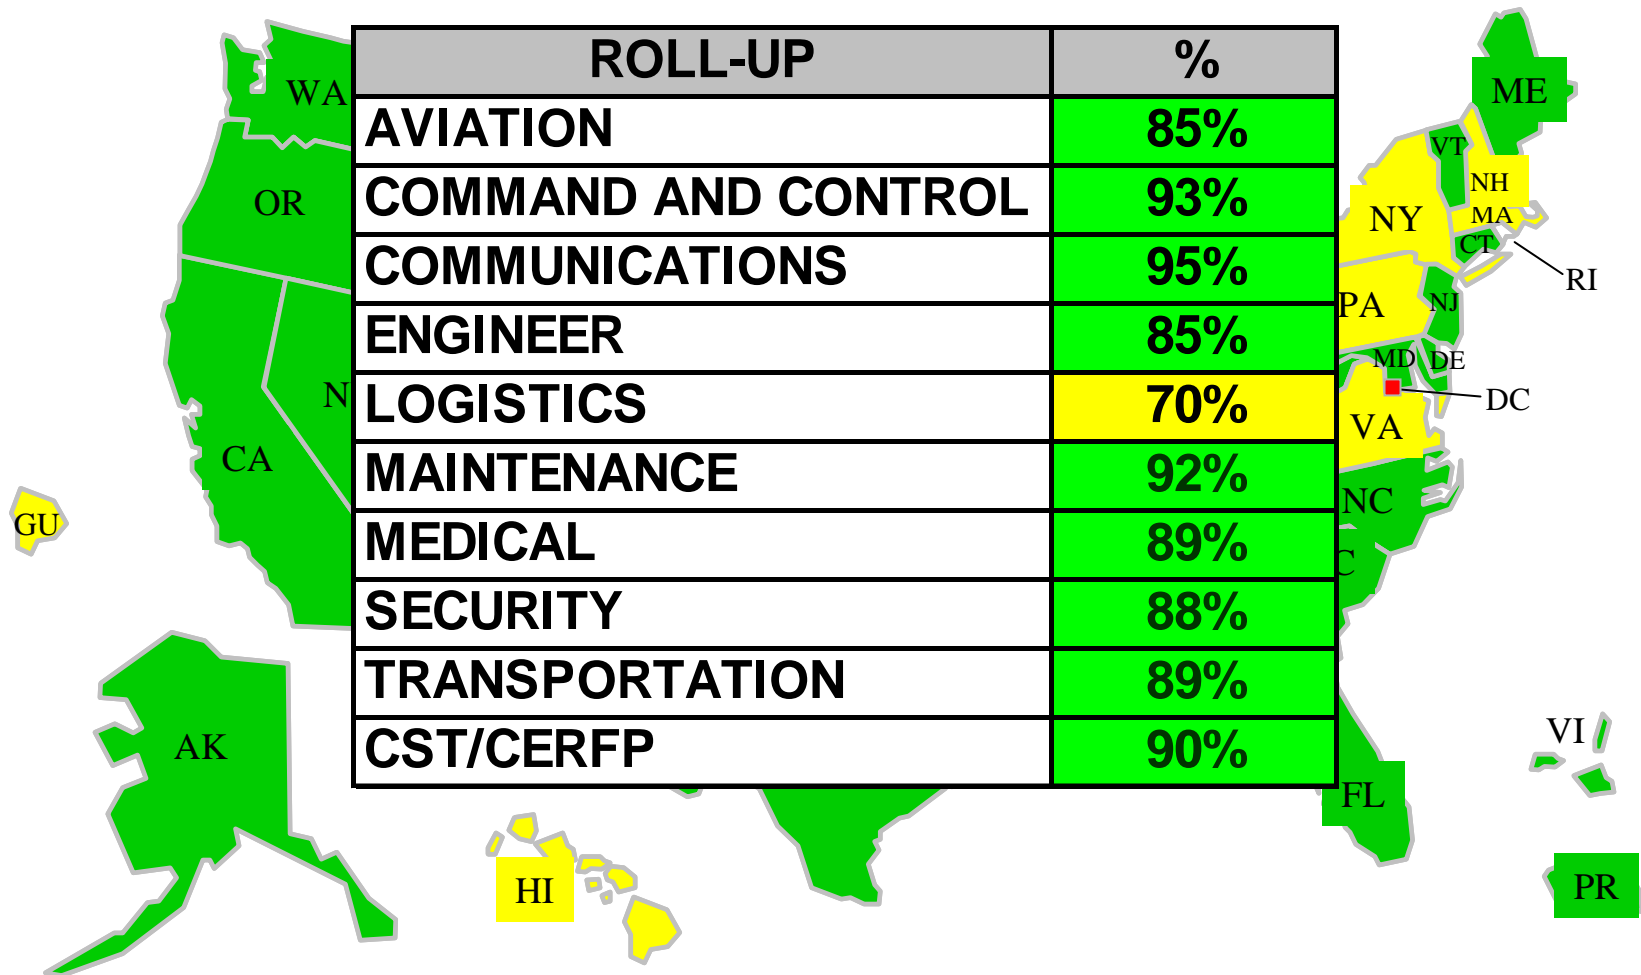 ROLL-UP %
AVIATION 85%
COMMAND AND CONTROL 93%
COMMUNICATIONS 95%
ENGINEER 85%
LOGISTICS 70%
MAINTENANCE 92%
MEDICAL 89%
SECURITY 88%
TRANSPORTATION 89%
CST/CERFP 90%
WA
OR
N
CA
GU
AK
HI
ME
VT
NH
MA
NY
CT
RI
PA
NJ
MD
DE
DC
VA
NC
C
FL
VI
PR